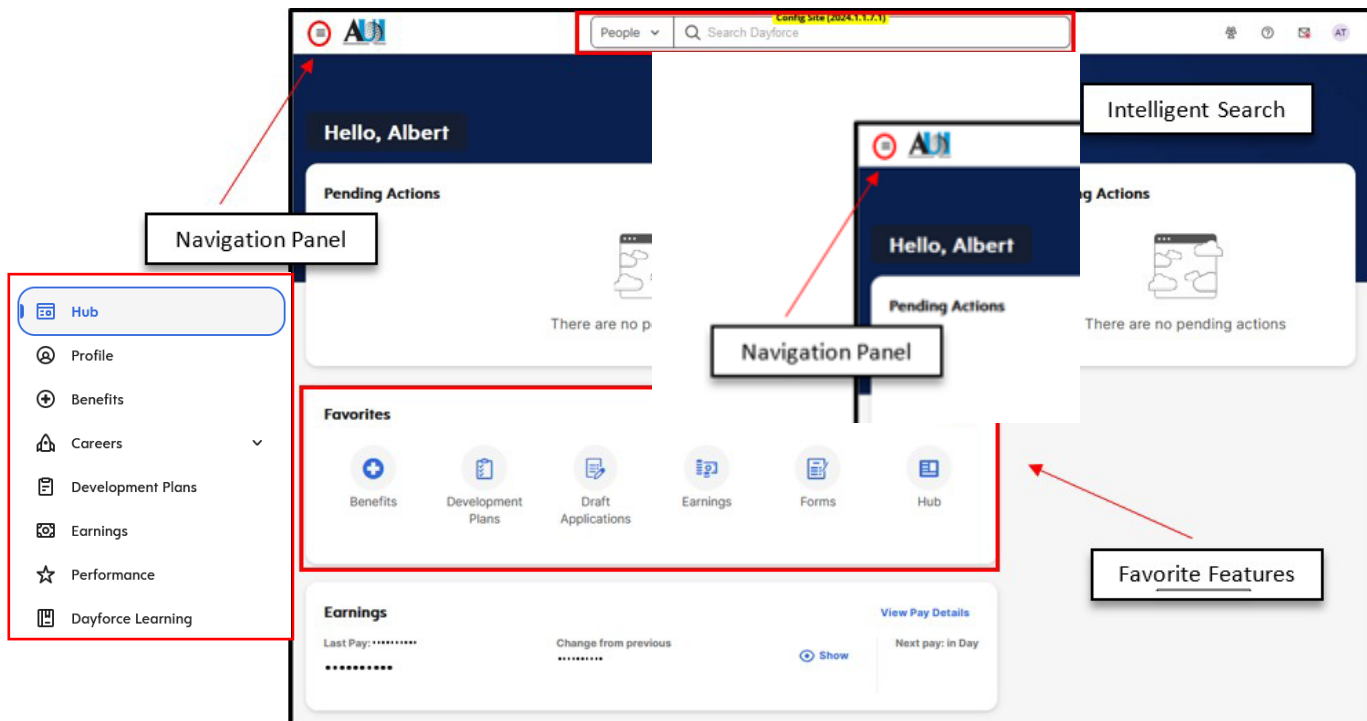 AUI
Config Site (2024.1.1.7.1)
People
Search Dayforce
AT
Intelligent Search
Hello, Albert
Pending Actions
There are no p
Navigation Panel
AUI
Hello, Albert
Pending Actions
Navigation Panel
ng Actions
There are no pending actions
Hub
Profile
Benefits
Careers
Development Plans
Earnings
Performance
Dayforce Learning
Favorites
Benefits
Development
Plans
Draft
Applications
Earnings
Forms
Hub
Favorite Features
Earnings
View Pay Details
Last Pay: ••••••••••
••••••••••
Change from previous
••••••••••
Show
Next pay: in Day